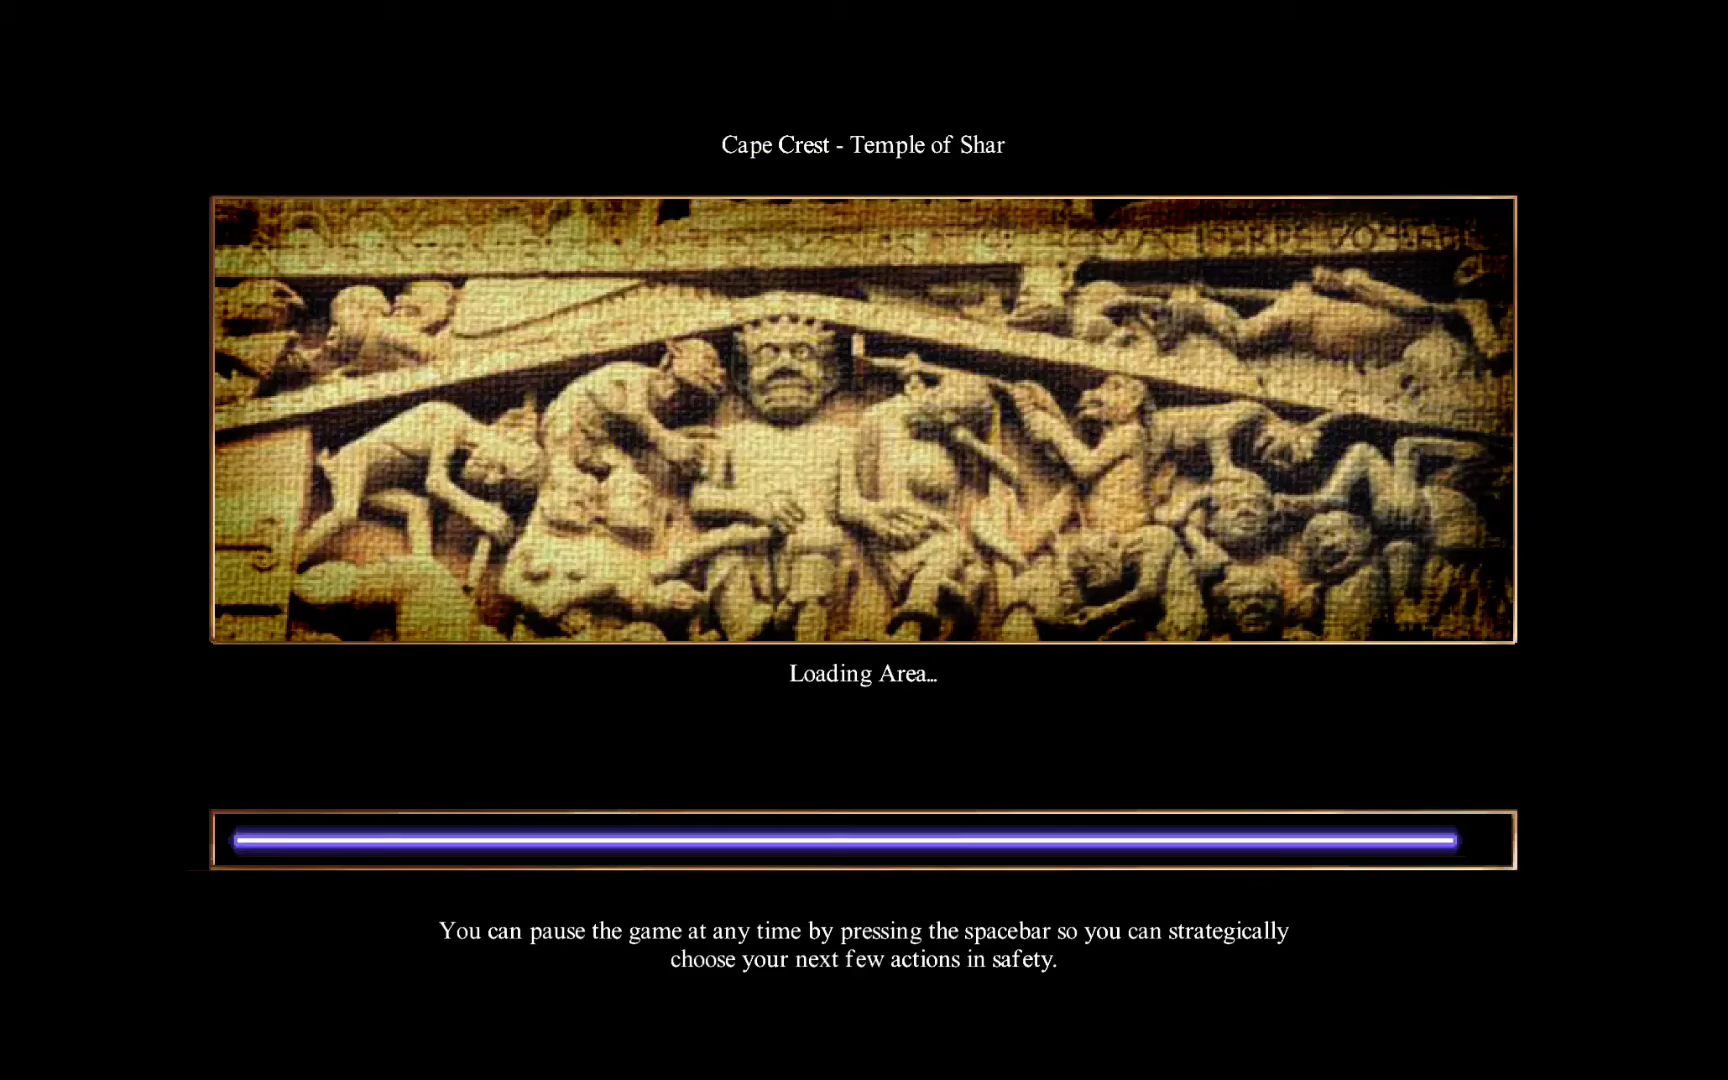 Cape Crest - Temple of Shar
Loading Area...
You can pause the game at any time by pressing the spacebar so you can strategically
choose your next few actions in safety.